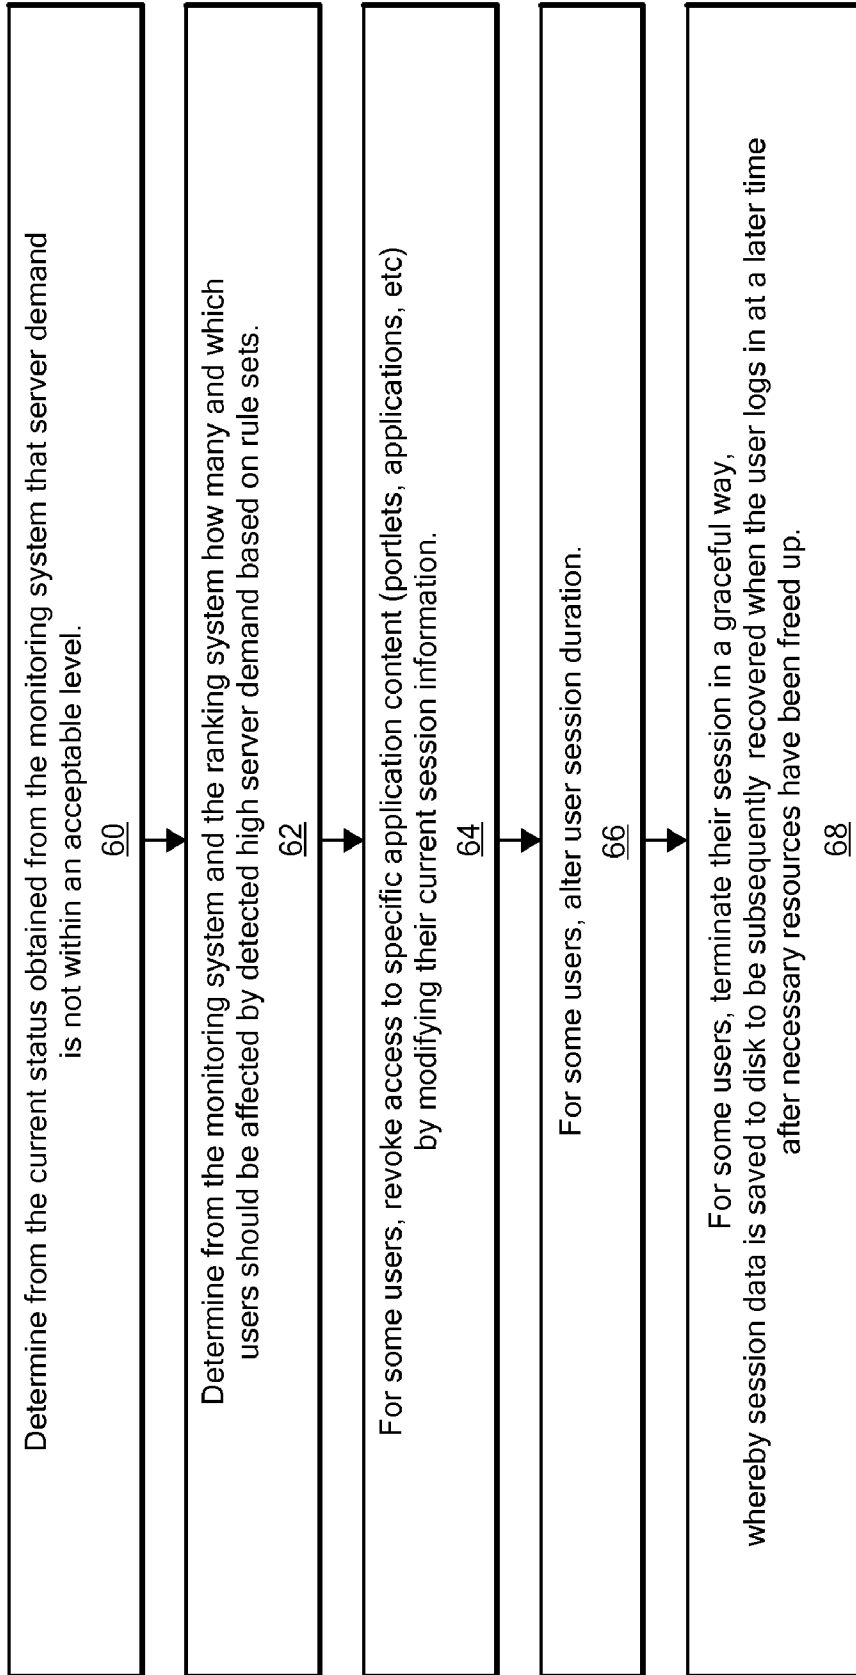 Determine from the current status obtained from the monitoring system that server demand
is not within an acceptable level.
60
Determine from the monitoring system and the ranking system how many and which
users should be affected by detected high server demand based on rule sets.
62
For some users, revoke access to specific application content (portlets, applications, etc)
by modifying their current session information.
64
For some users, alter user session duration.
66
For some users, terminate their session in a graceful way,
whereby session data is saved to disk to be subsequently recovered when the user logs in at a later time
after necessary resources have been freed up.
68